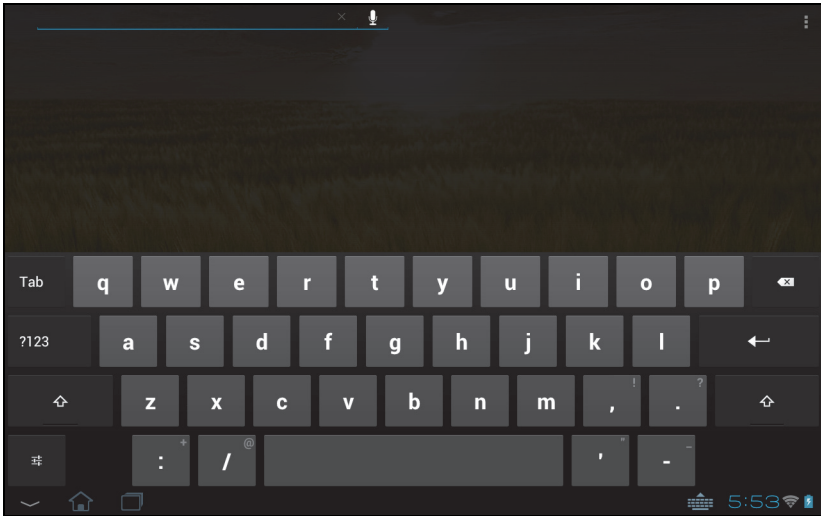 Tab q w e r t y u i o p
?123 a s d f g h j k l
z x c v b n m , ! . ?
: + / @ ' " - _
5:53